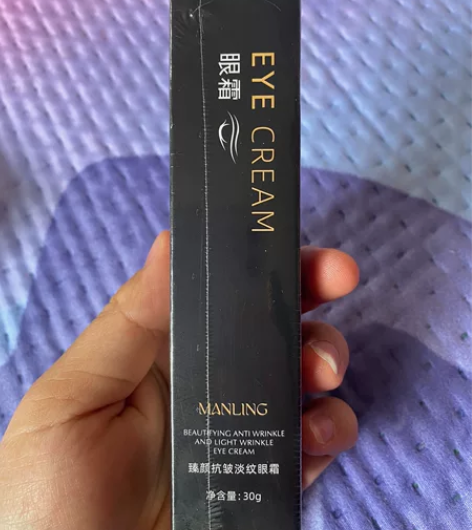 EYE CREAM
眼霜
MANLING
BEAUTIFYING ANTI WRINKLE
AND LIGHT WRINKLE
EYE CREAM
臻颜抗皱淡纹眼霜
净含量：30g